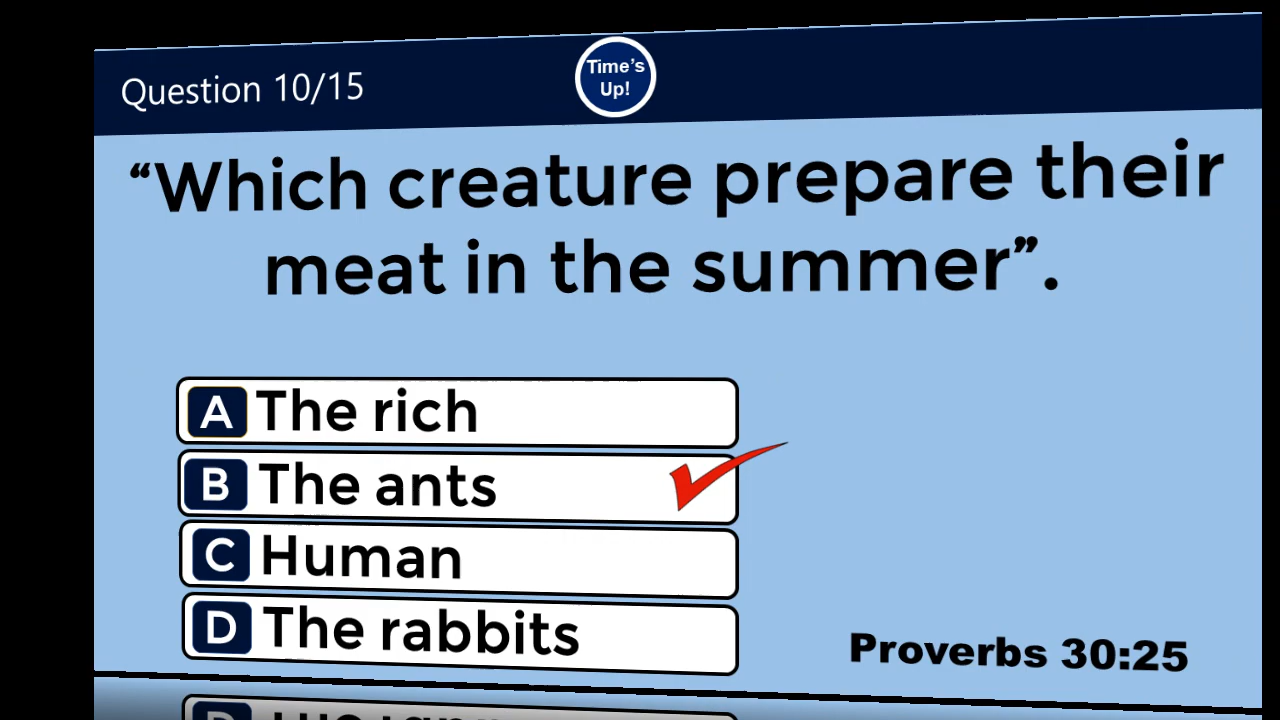 Question 10/15
Time's
Up!
“Which creature prepare their
meat in the summer”.
A The rich
B The ants
C Human
D The rabbits
Proverbs 30:25